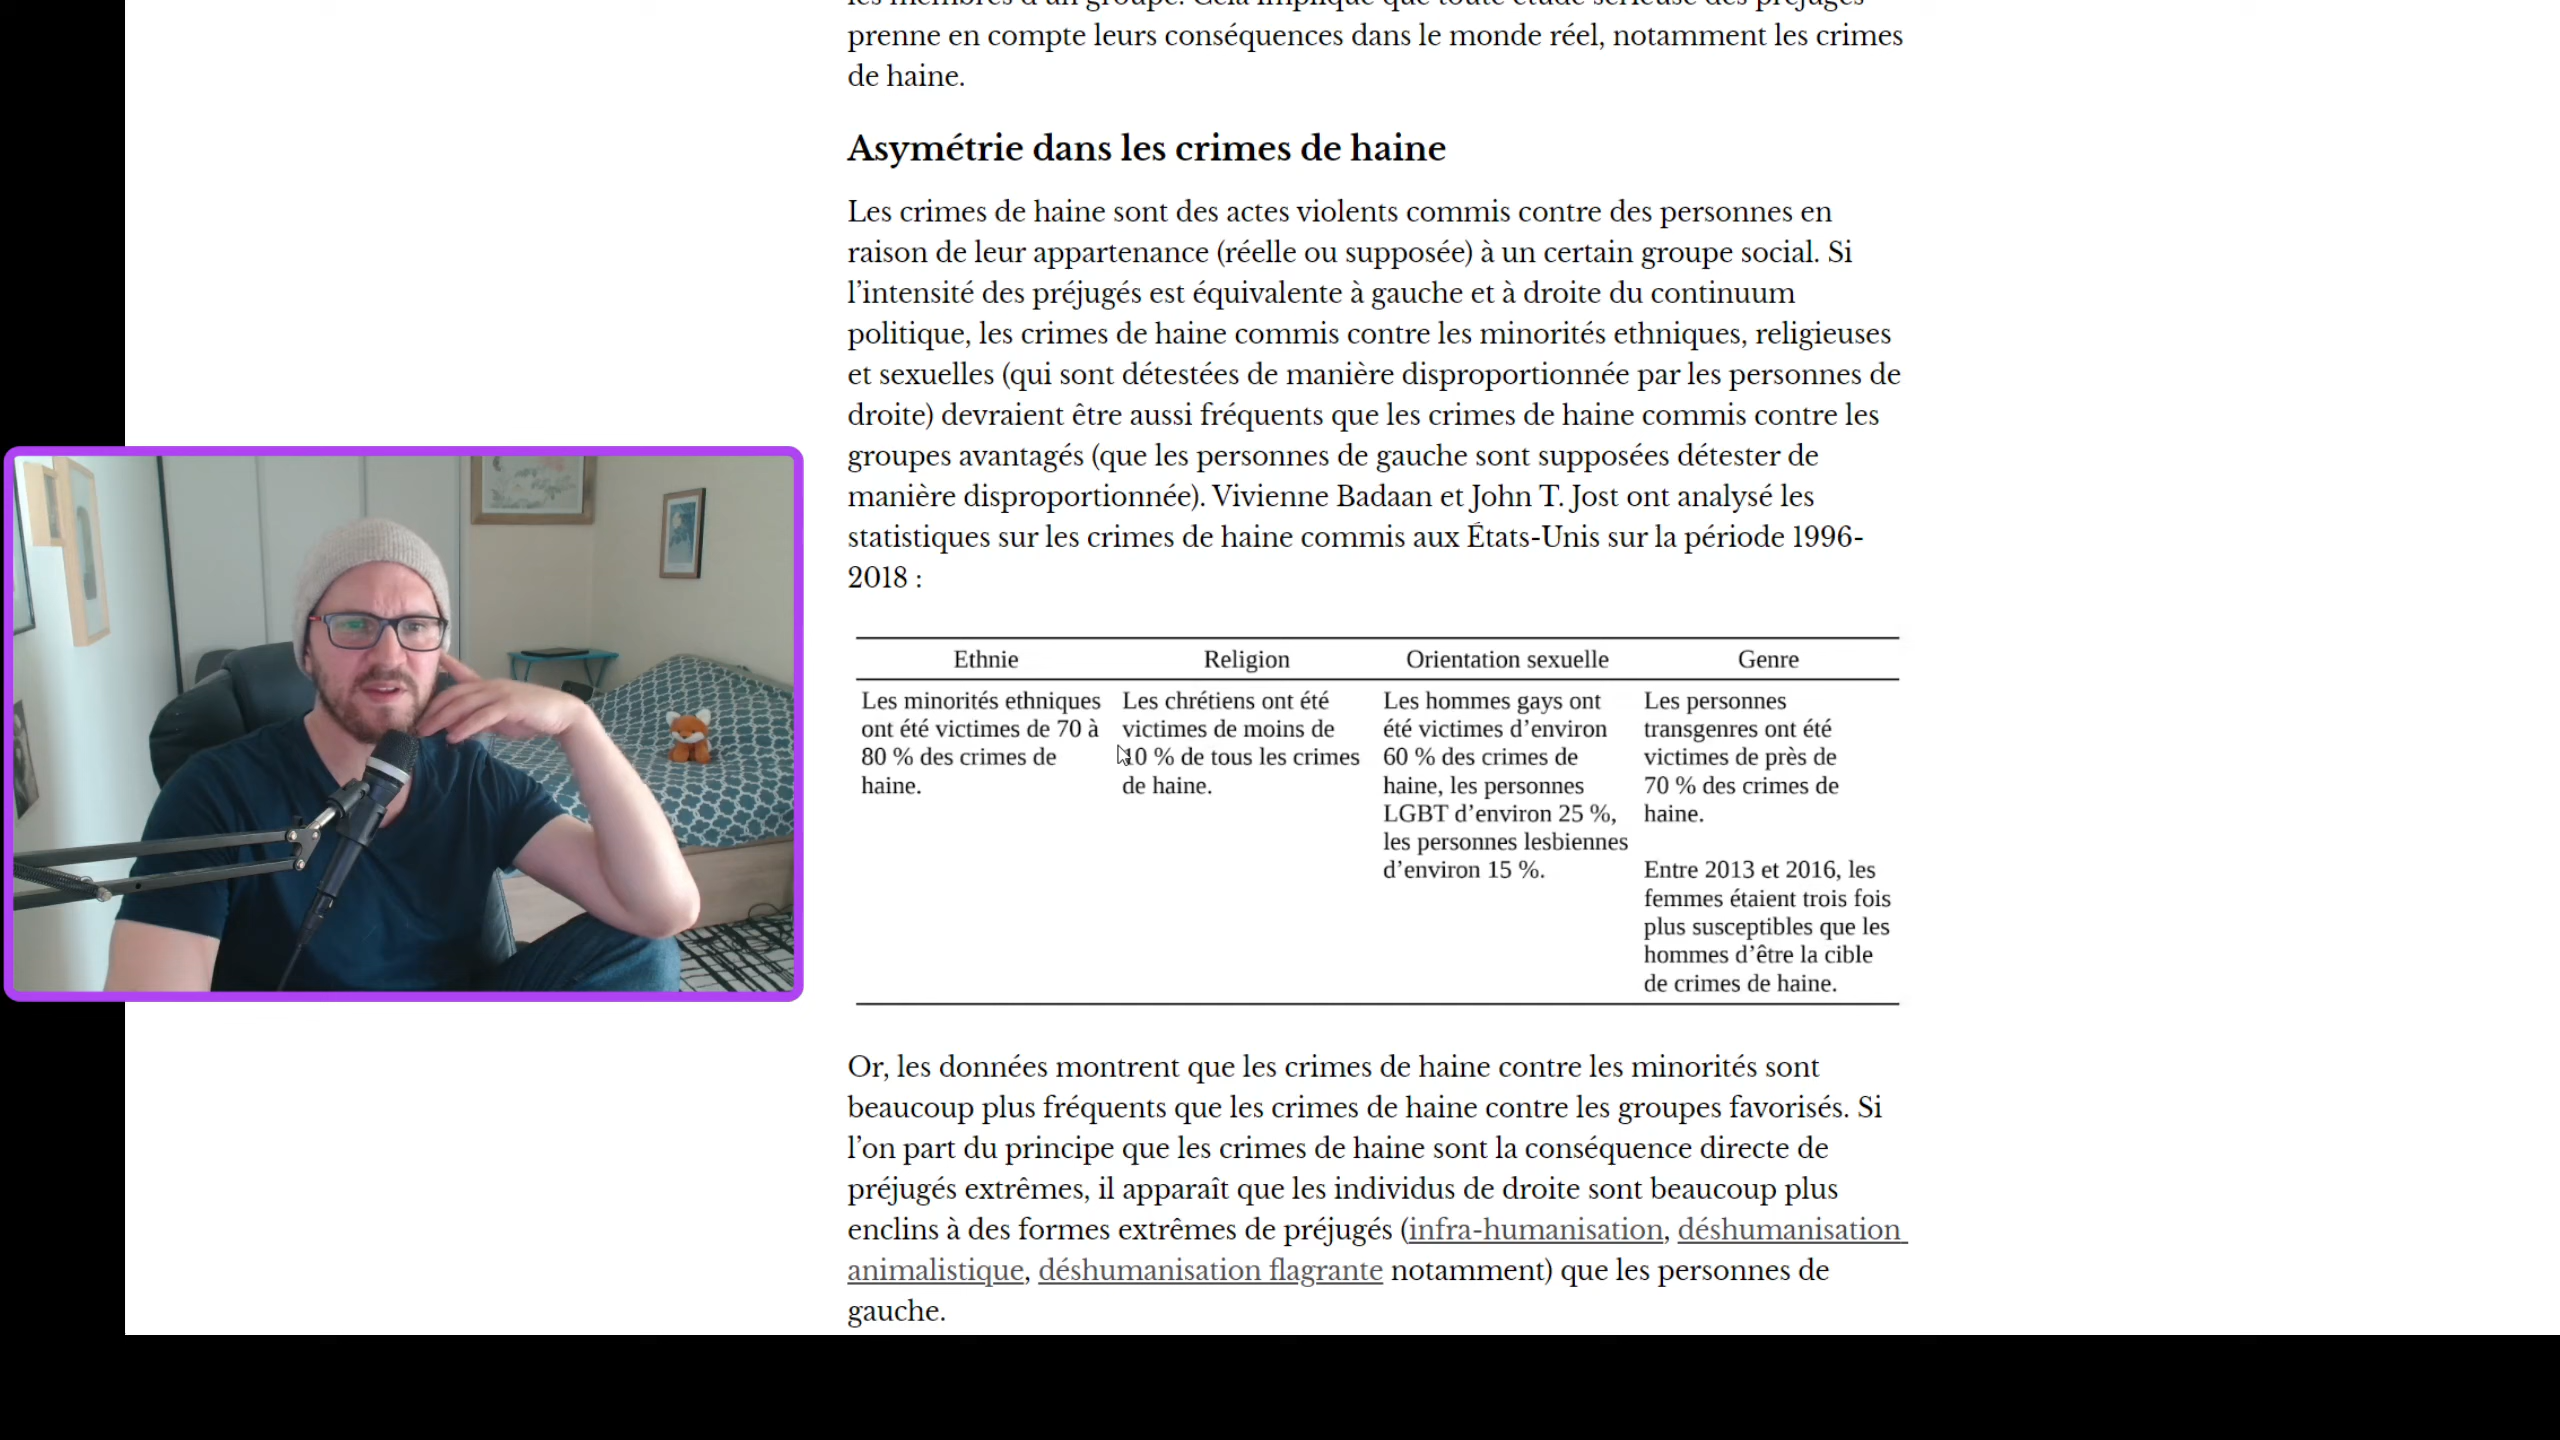 prenne en compte leurs conséquences dans le monde réel, notamment les crimes
de haine.
Asymétrie dans les crimes de haine
Les crimes de haine sont des actes violents commis contre des personnes en
raison de leur appartenance (réelle ou supposée) à un certain groupe social. Si
l’intensité des préjugés est équivalente à gauche et à droite du continuum
politique, les crimes de haine commis contre les minorités ethniques, religieuses
et sexuelles (qui sont détestées de manière disproportionnée par les personnes de
droite) devraient être aussi fréquents que les crimes de haine commis contre les
groupes avantagés (que les personnes de gauche sont supposées détester de
manière disproportionnée). Vivienne Badaan et John T. Jost ont analysé les
statistiques sur les crimes de haine commis aux États-Unis sur la période 1996-
2018 :
Ethnie
Les minorités ethniques
ont été victimes de 70 à
80 % des crimes de
haine.
Religion
Les chrétiens ont été
victimes de moins de
10 % de tous les crimes
de haine.
Orientation sexuelle
Les hommes gays ont
été victimes d’environ
60 % des crimes de
haine, les personnes
LGBT d’environ 25 %,
les personnes lesbiennes
d’environ 15 %.
Genre
Les personnes
transgenres ont été
victimes de près de
70 % des crimes de
haine.
Entre 2013 et 2016, les
femmes étaient trois fois
plus susceptibles que les
hommes d’être la cible
de crimes de haine.
Or, les données montrent que les crimes de haine contre les minorités sont
beaucoup plus fréquents que les crimes de haine contre les groupes favorisés. Si
l’on part du principe que les crimes de haine sont la conséquence directe de
préjugés extrêmes, il apparaît que les individus de droite sont beaucoup plus
enclins à des formes extrêmes de préjugés (infra-humanisation, déshumanisation
animalistique, déshumanisation flagrante notamment) que les personnes de
gauche.